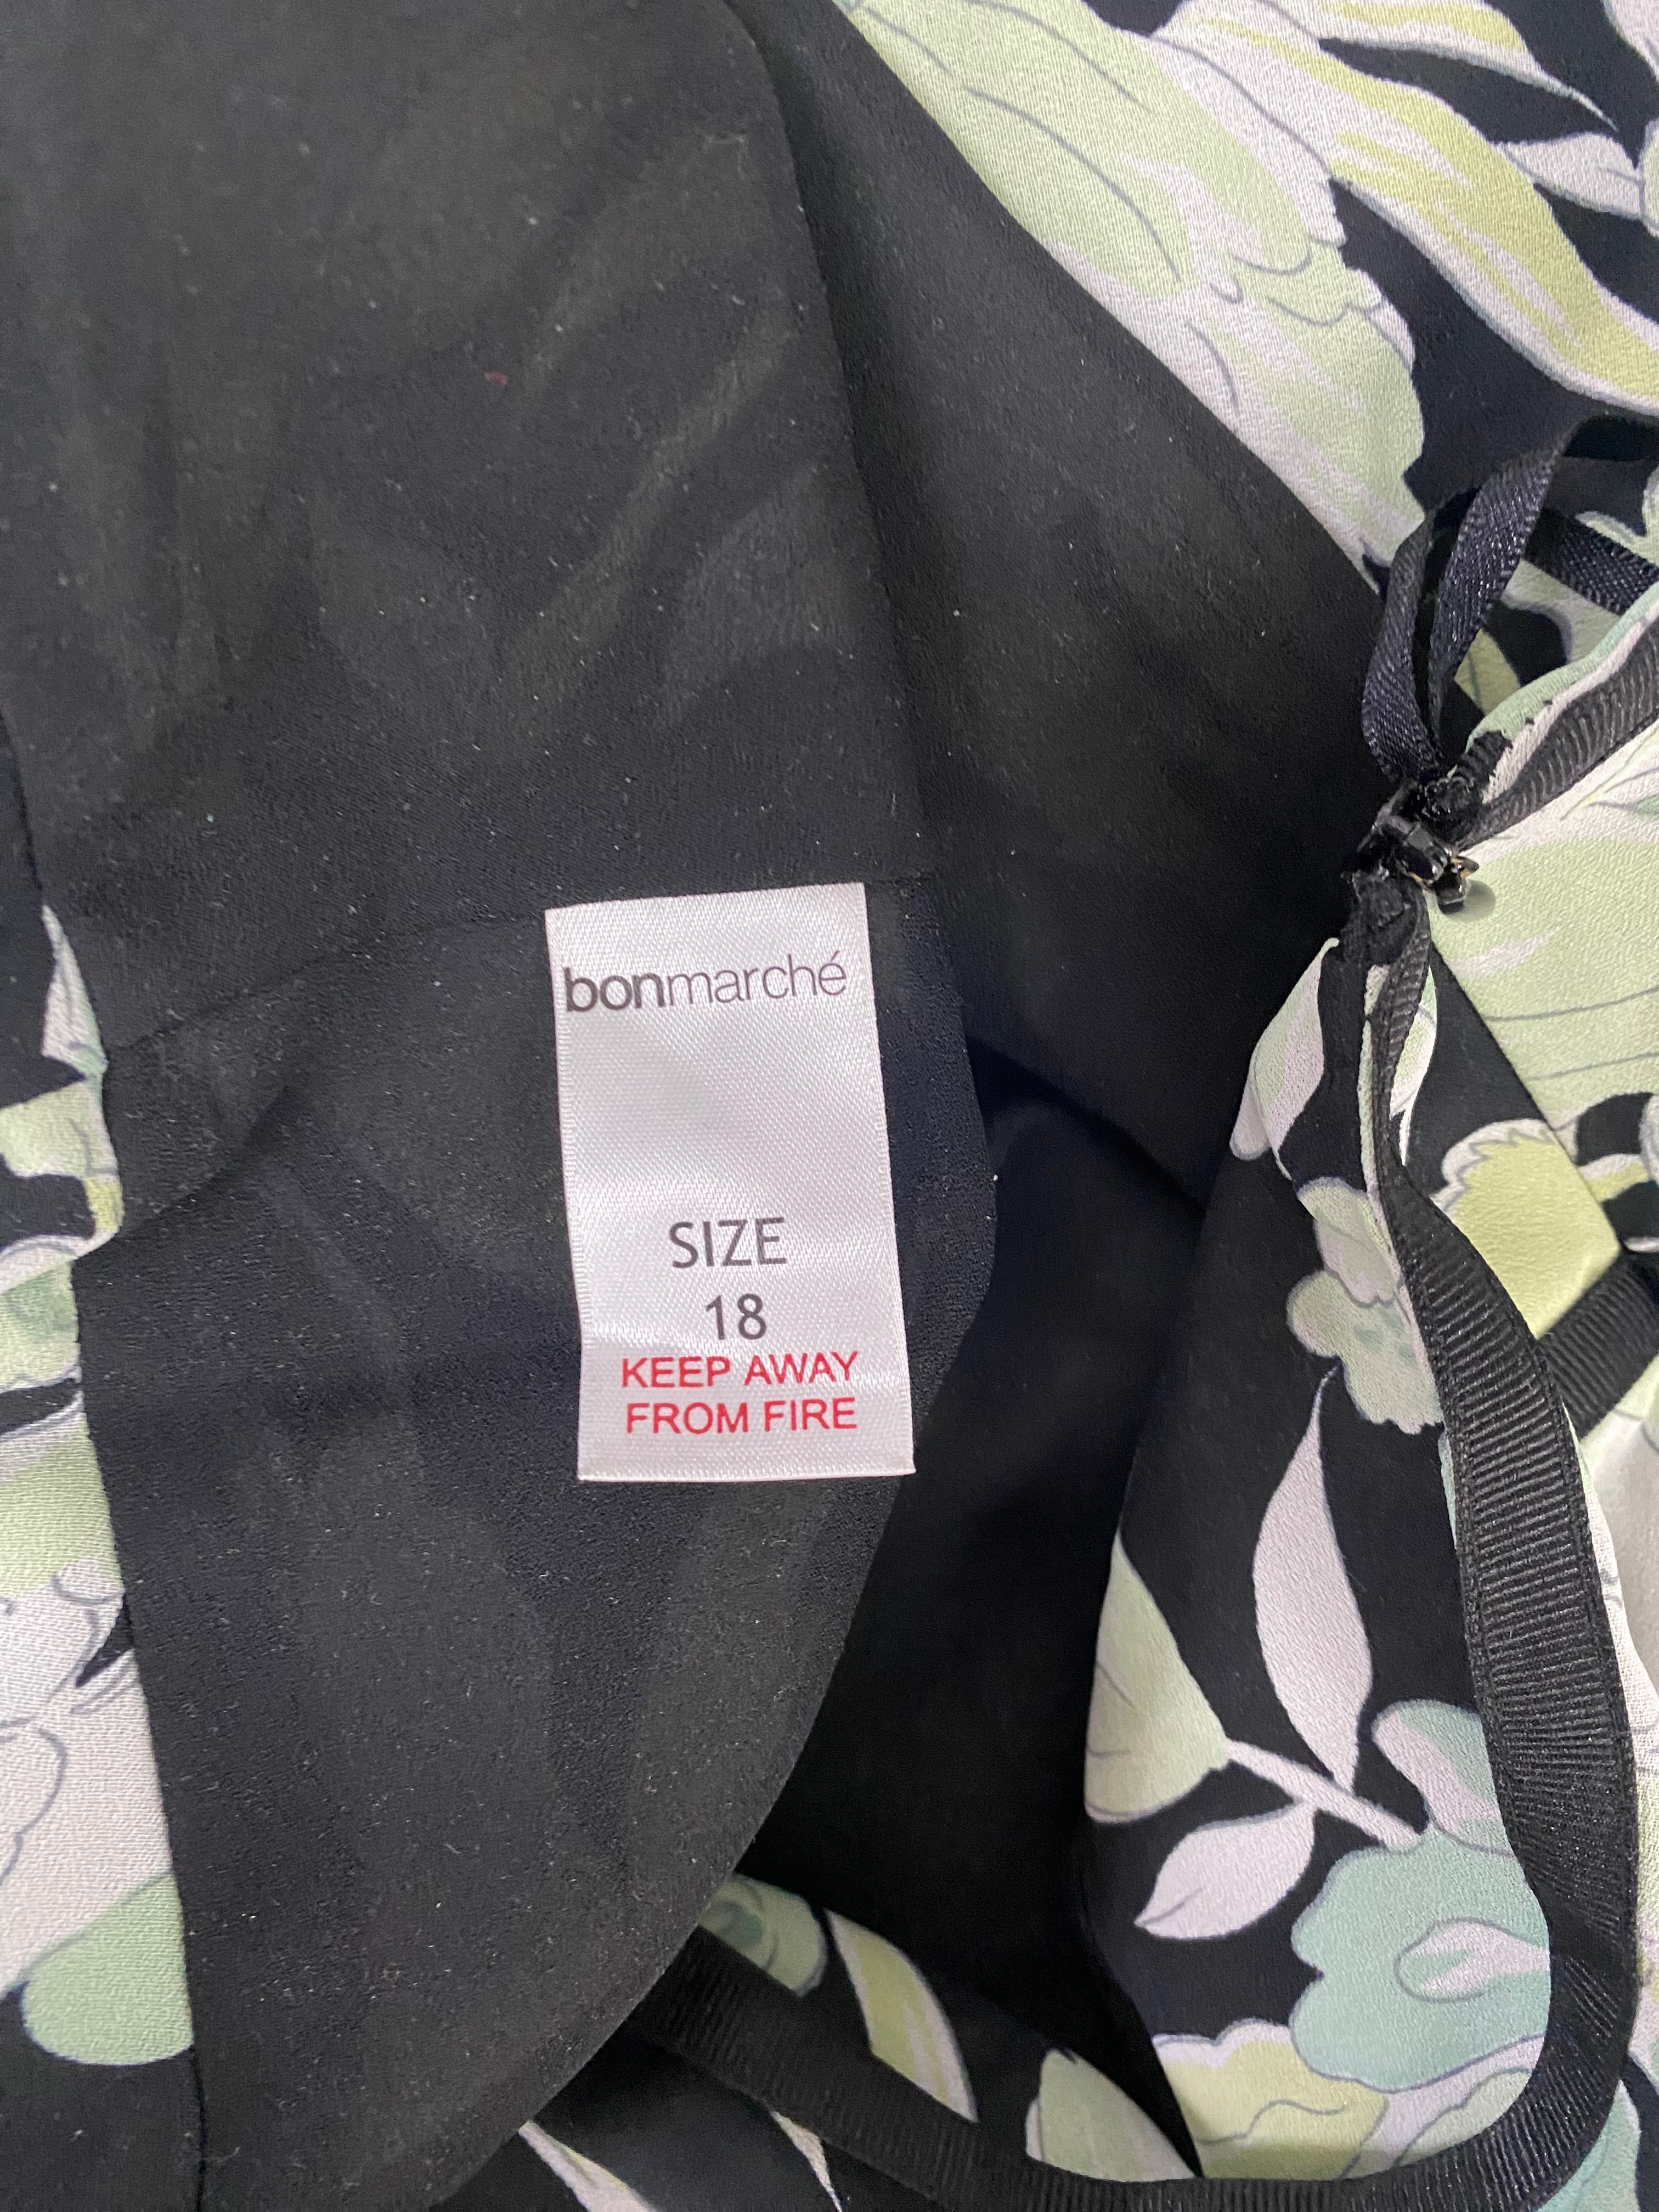 bonmarché
SIZE
18
KEEP AWAY
FROM FIRE